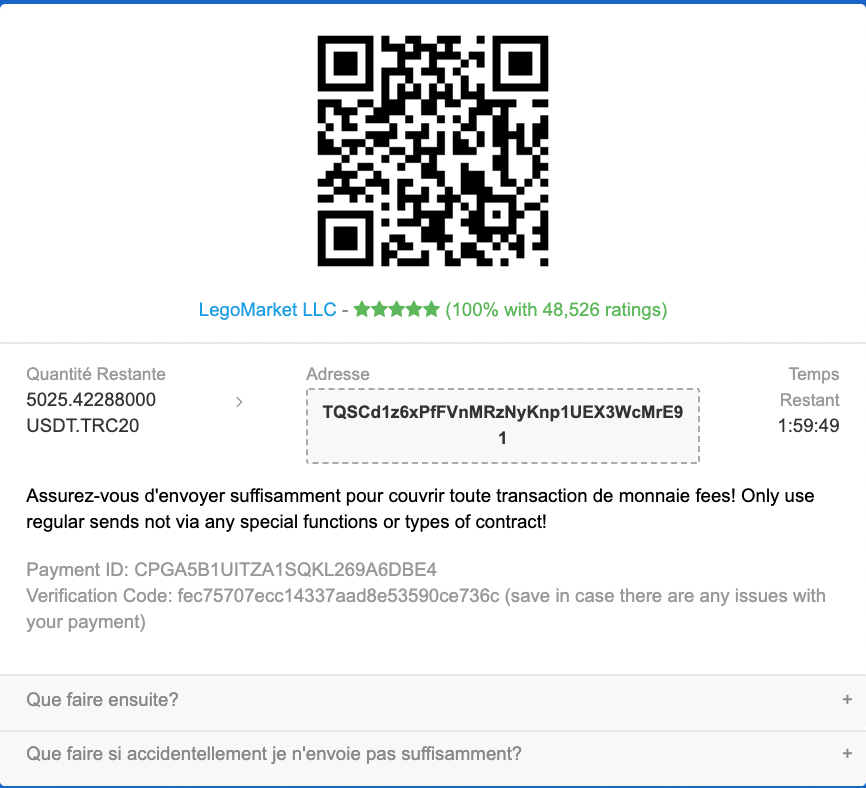 LegoMarket LLC - ★★★★★ (100% with 48,526 ratings)
Quantité Restante
5025.42288000
USDT.TRC20
Adresse
TQSCd1z6xPfFVnMRzNyKnp1UEX3WcMrE9
1
Temps
Restant
1:59:49
Assurez-vous d'envoyer suffisamment pour couvrir toute transaction de monnaie fees! Only use
regular sends not via any special functions or types of contract!
Payment ID: CPGA5B1UITZA1SQKL269A6DBE4
Verification Code: fec75707ecc14337aad8e53590ce736c (save in case there are any issues with
your payment)
Que faire ensuite? +
Que faire si accidentellement je n'envoie pas suffisamment? +